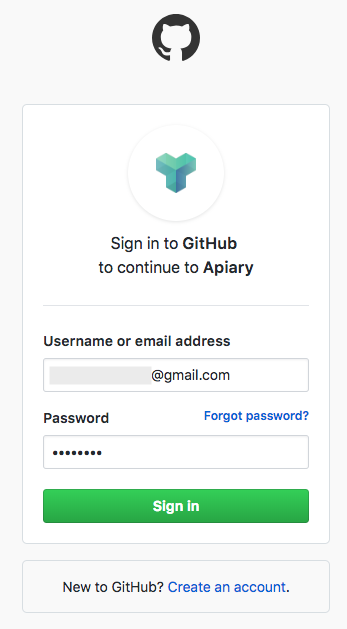 Sign in to GitHub
to continue to Apiary
Username or email address
@gmail.com
Password Forgot password?
••••••••
Sign in
New to GitHub? Create an account.